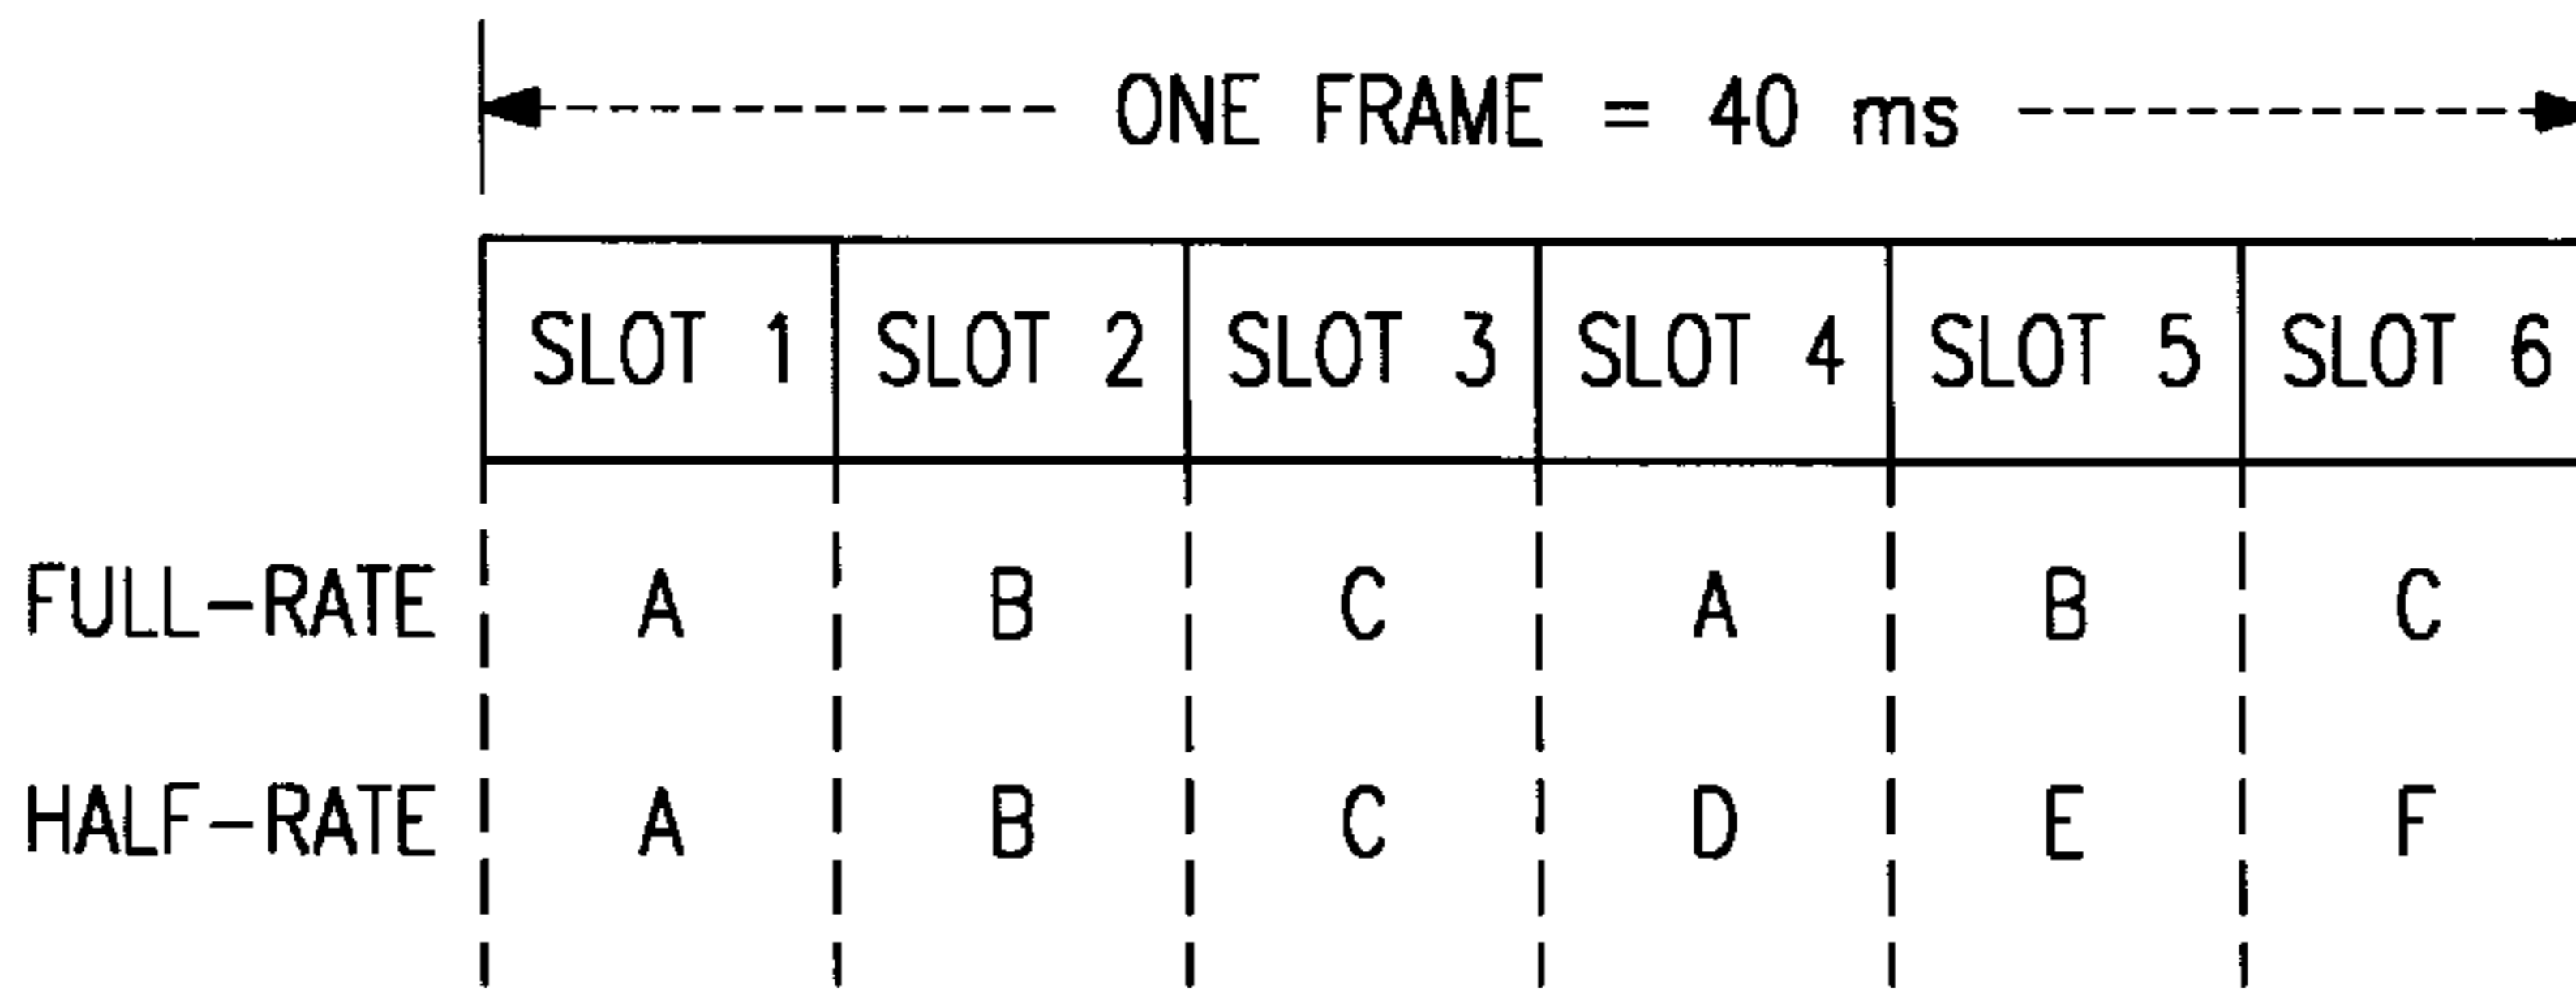 ONE FRAME = 40 ms
SLOT 1 SLOT 2 SLOT 3 SLOT 4 SLOT 5 SLOT 6
FULL-RATE A B C A B C
HALF-RATE A B C D E F